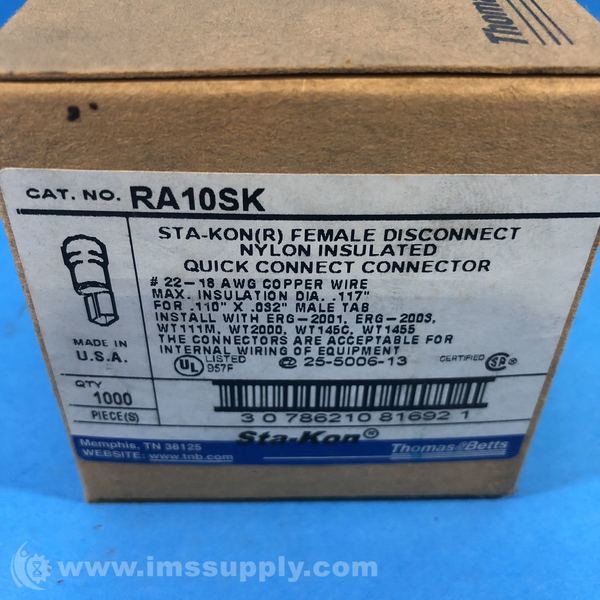 Thomas
CAT. NO. RA10SK
STA-KON(R) FEMALE DISCONNECT
NYLON INSULATED
QUICK CONNECT CONNECTOR
# 22-18 AWG COPPER WIRE
MAX. INSULATION DIA. .117"
FOR .110" X .032" MALE TAB
INSTALL WITH ERG-2001, ERG-2003,
WT111M, WT2000, WT145C, WT1455
THE CONNECTORS ARE ACCEPTABLE FOR
INTERNAL WIRING OF EQUIPMENT
MADE IN
U.S.A.
UL LISTED
957F
25-5006-13
CERTIFIED SA ®
QTY
1000
PIECE(S)
3 0 786210 81692 1
Sta-Kon®
Memphis, TN 38125
WEBSITE: www.tnb.com
Thomas&Betts
www.imssupply.com